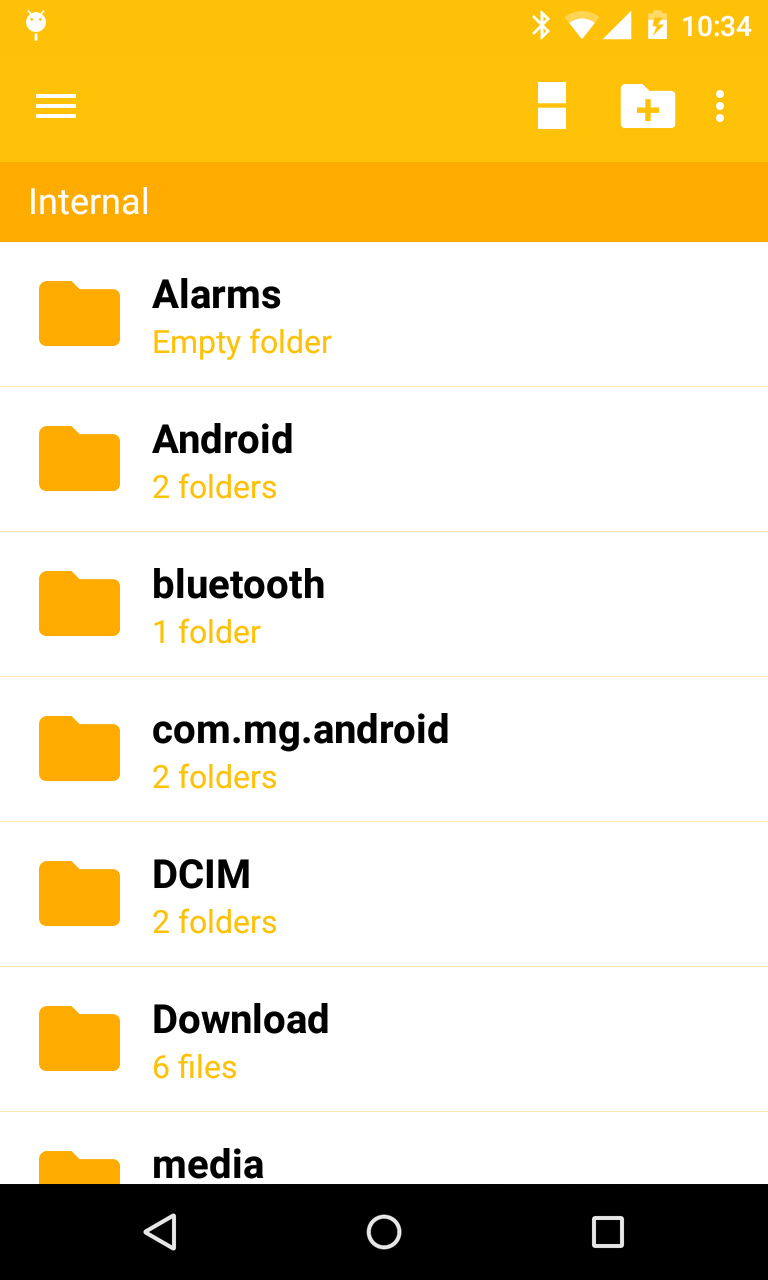 10:34
Internal
Alarms
Empty folder
Android
2 folders
bluetooth
1 folder
com.mg.android
2 folders
DCIM
2 folders
Download
6 files
media